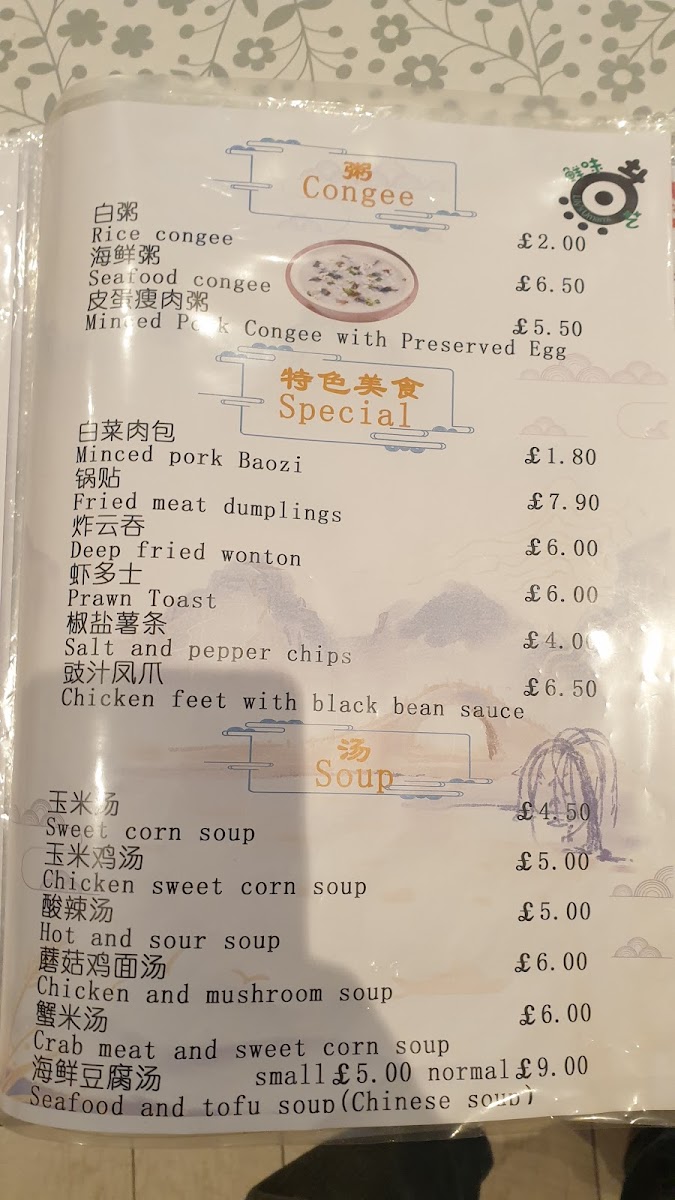 粥
Congee
鲜味
白粥
Rice congee £2.00
海鲜粥
Seafood congee £6.50
皮蛋瘦肉粥
Minced Pork Congee with Preserved Egg £5.50
特色美食
Special
白菜肉包
Minced pork Baozi £1.80
锅贴
Fried meat dumplings £7.90
炸云吞
Deep fried wonton £6.00
虾多士
Prawn Toast £6.00
椒盐薯条
Salt and pepper chips £4.00
豉汁凤爪
Chicken feet with black bean sauce £6.50
汤
Soup
玉米汤
Sweet corn soup £4.50
玉米鸡汤
Chicken sweet corn soup £5.00
酸辣汤
Hot and sour soup £5.00
蘑菇鸡面汤
Chicken and mushroom soup £6.00
蟹米汤
Crab meat and sweet corn soup £6.00
海鲜豆腐汤 small£5.00 normal£9.00
Seafood and tofu soup(Chinese soup)